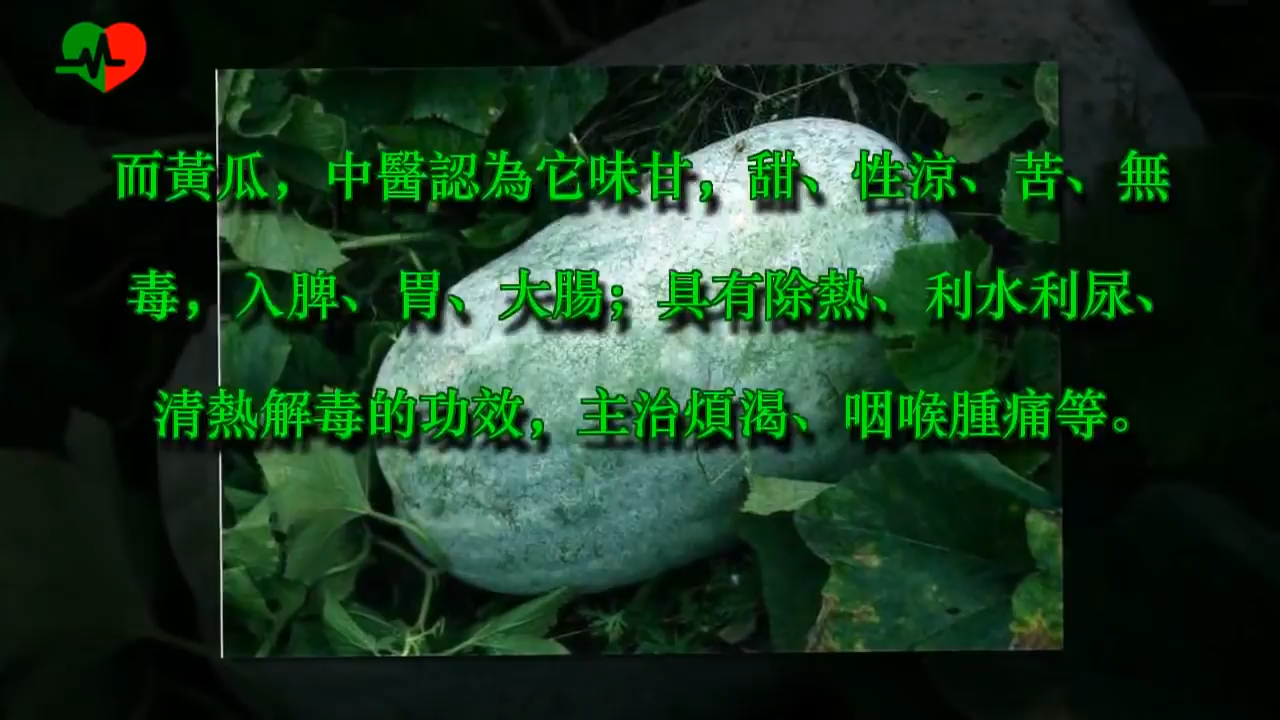 而黃瓜，中醫認為它味甘，甜、性涼、苦、無
毒，入脾、胃、大腸；具有除熱、利水利尿、
清熱解毒的功效，主治煩渴、咽喉腫痛等。